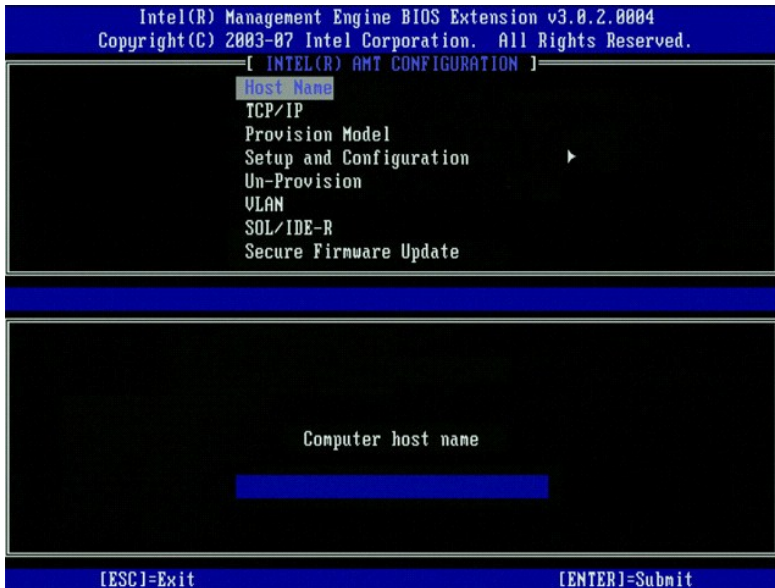 Intel(R) Management Engine BIOS Extension v3.0.2.0004
Copyright(C) 2003-07 Intel Corporation. All Rights Reserved.
[ INTEL(R) AMT CONFIGURATION ]
Host Name
TCP/IP
Provision Model
Setup and Configuration
Un-Provision
VLAN
SOL/IDE-R
Secure Firmware Update
Computer host name
[ESC]=Exit [ENTER]=Submit